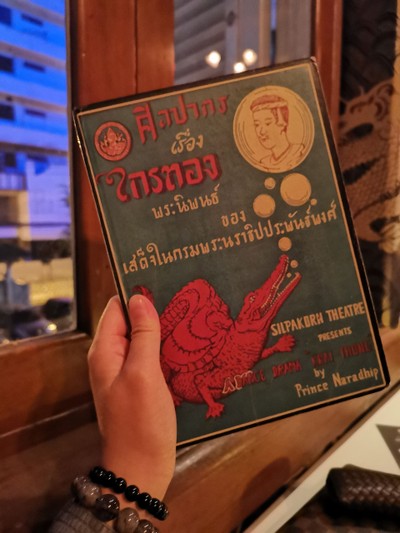 ศิลปากร
เรื่อง
ไกรทอง
พระนิพนธ์
ของ
เสด็จในกรมพระนราธิปประพันธ์พงศ์
SILPAKORN THEATRE
PRESENTS
DRAMA
by
Prince Naradhip